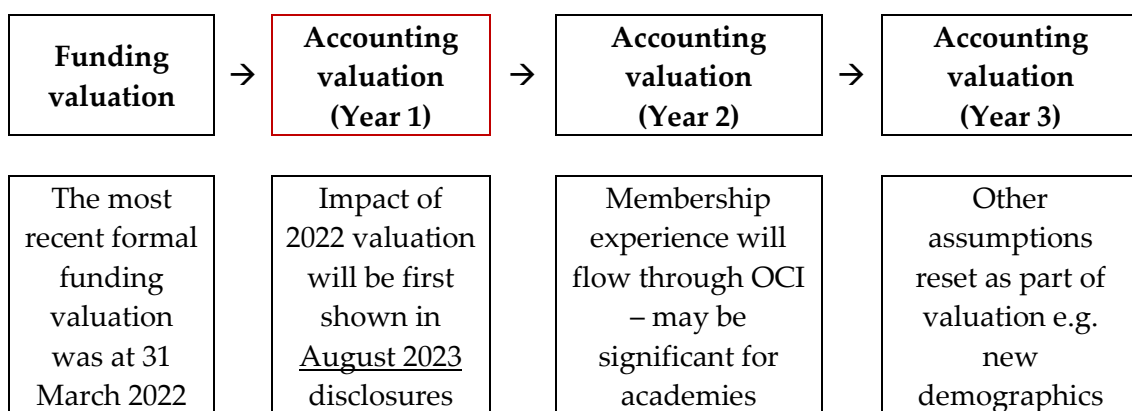 Funding
valuation
→
Accounting
valuation
(Year 1)
→
Accounting
valuation
(Year 2)
→
Accounting
valuation
(Year 3)
The most
recent formal
funding
valuation
was at 31
March 2022
Impact of
2022 valuation
will be first
shown in
August 2023
disclosures
Membership
experience will
flow through OCI
– may be
significant for
academies
Other
assumptions
reset as part of
valuation e.g.
new
demographics